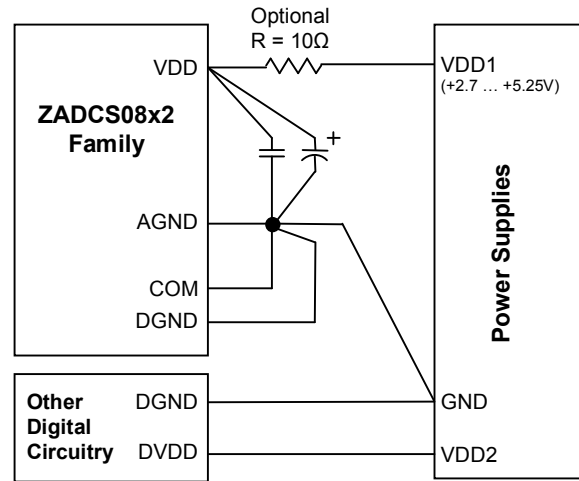 Optional
R = 10Ω
VDD
VDD1
(+2.7 ... +5.25V)
ZADCS08x2
Family
+
AGND
COM
DGND
Power Supplies
Other
Digital
Circuitry
DGND
DVDD
GND
VDD2